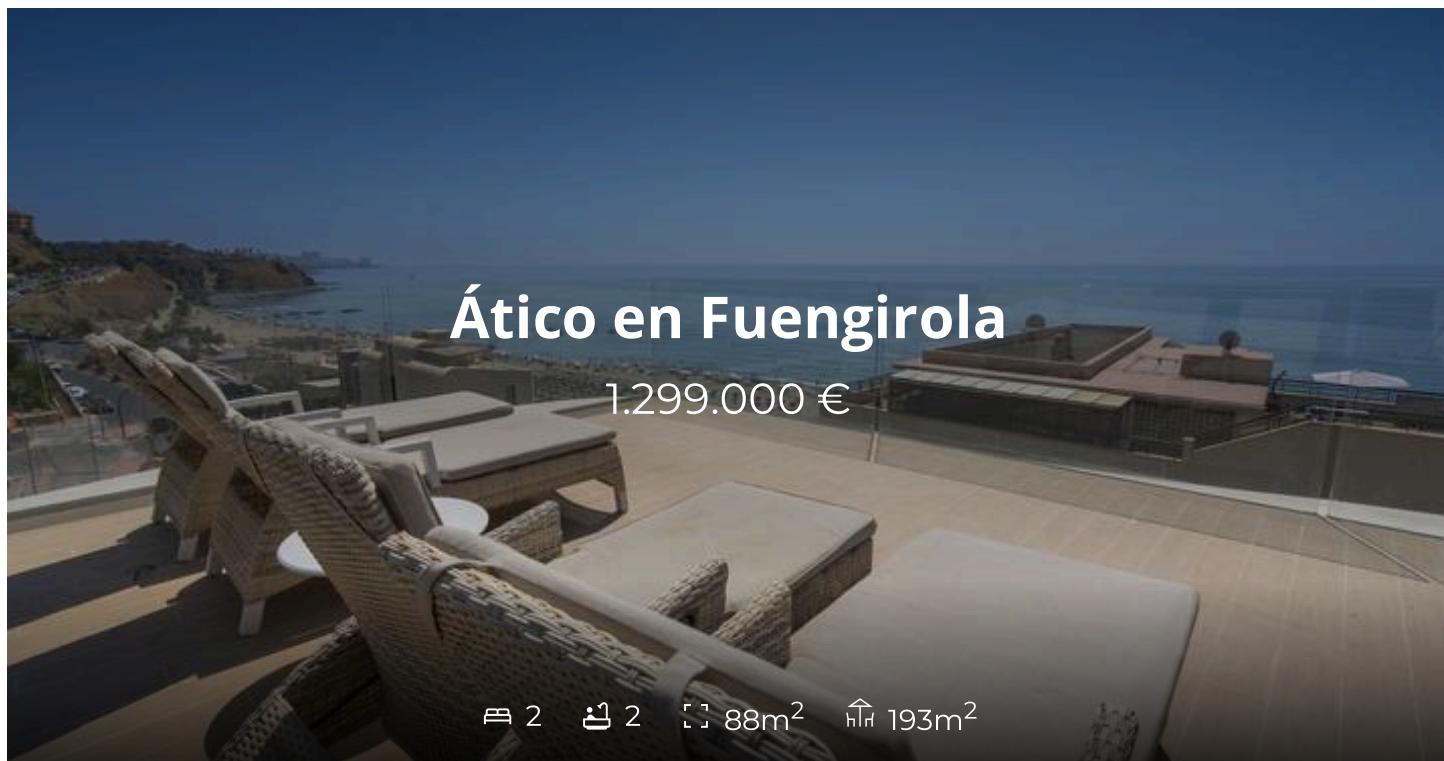 Ático en Fuengirola
1.299.000 €
2 2 88m² 193m²